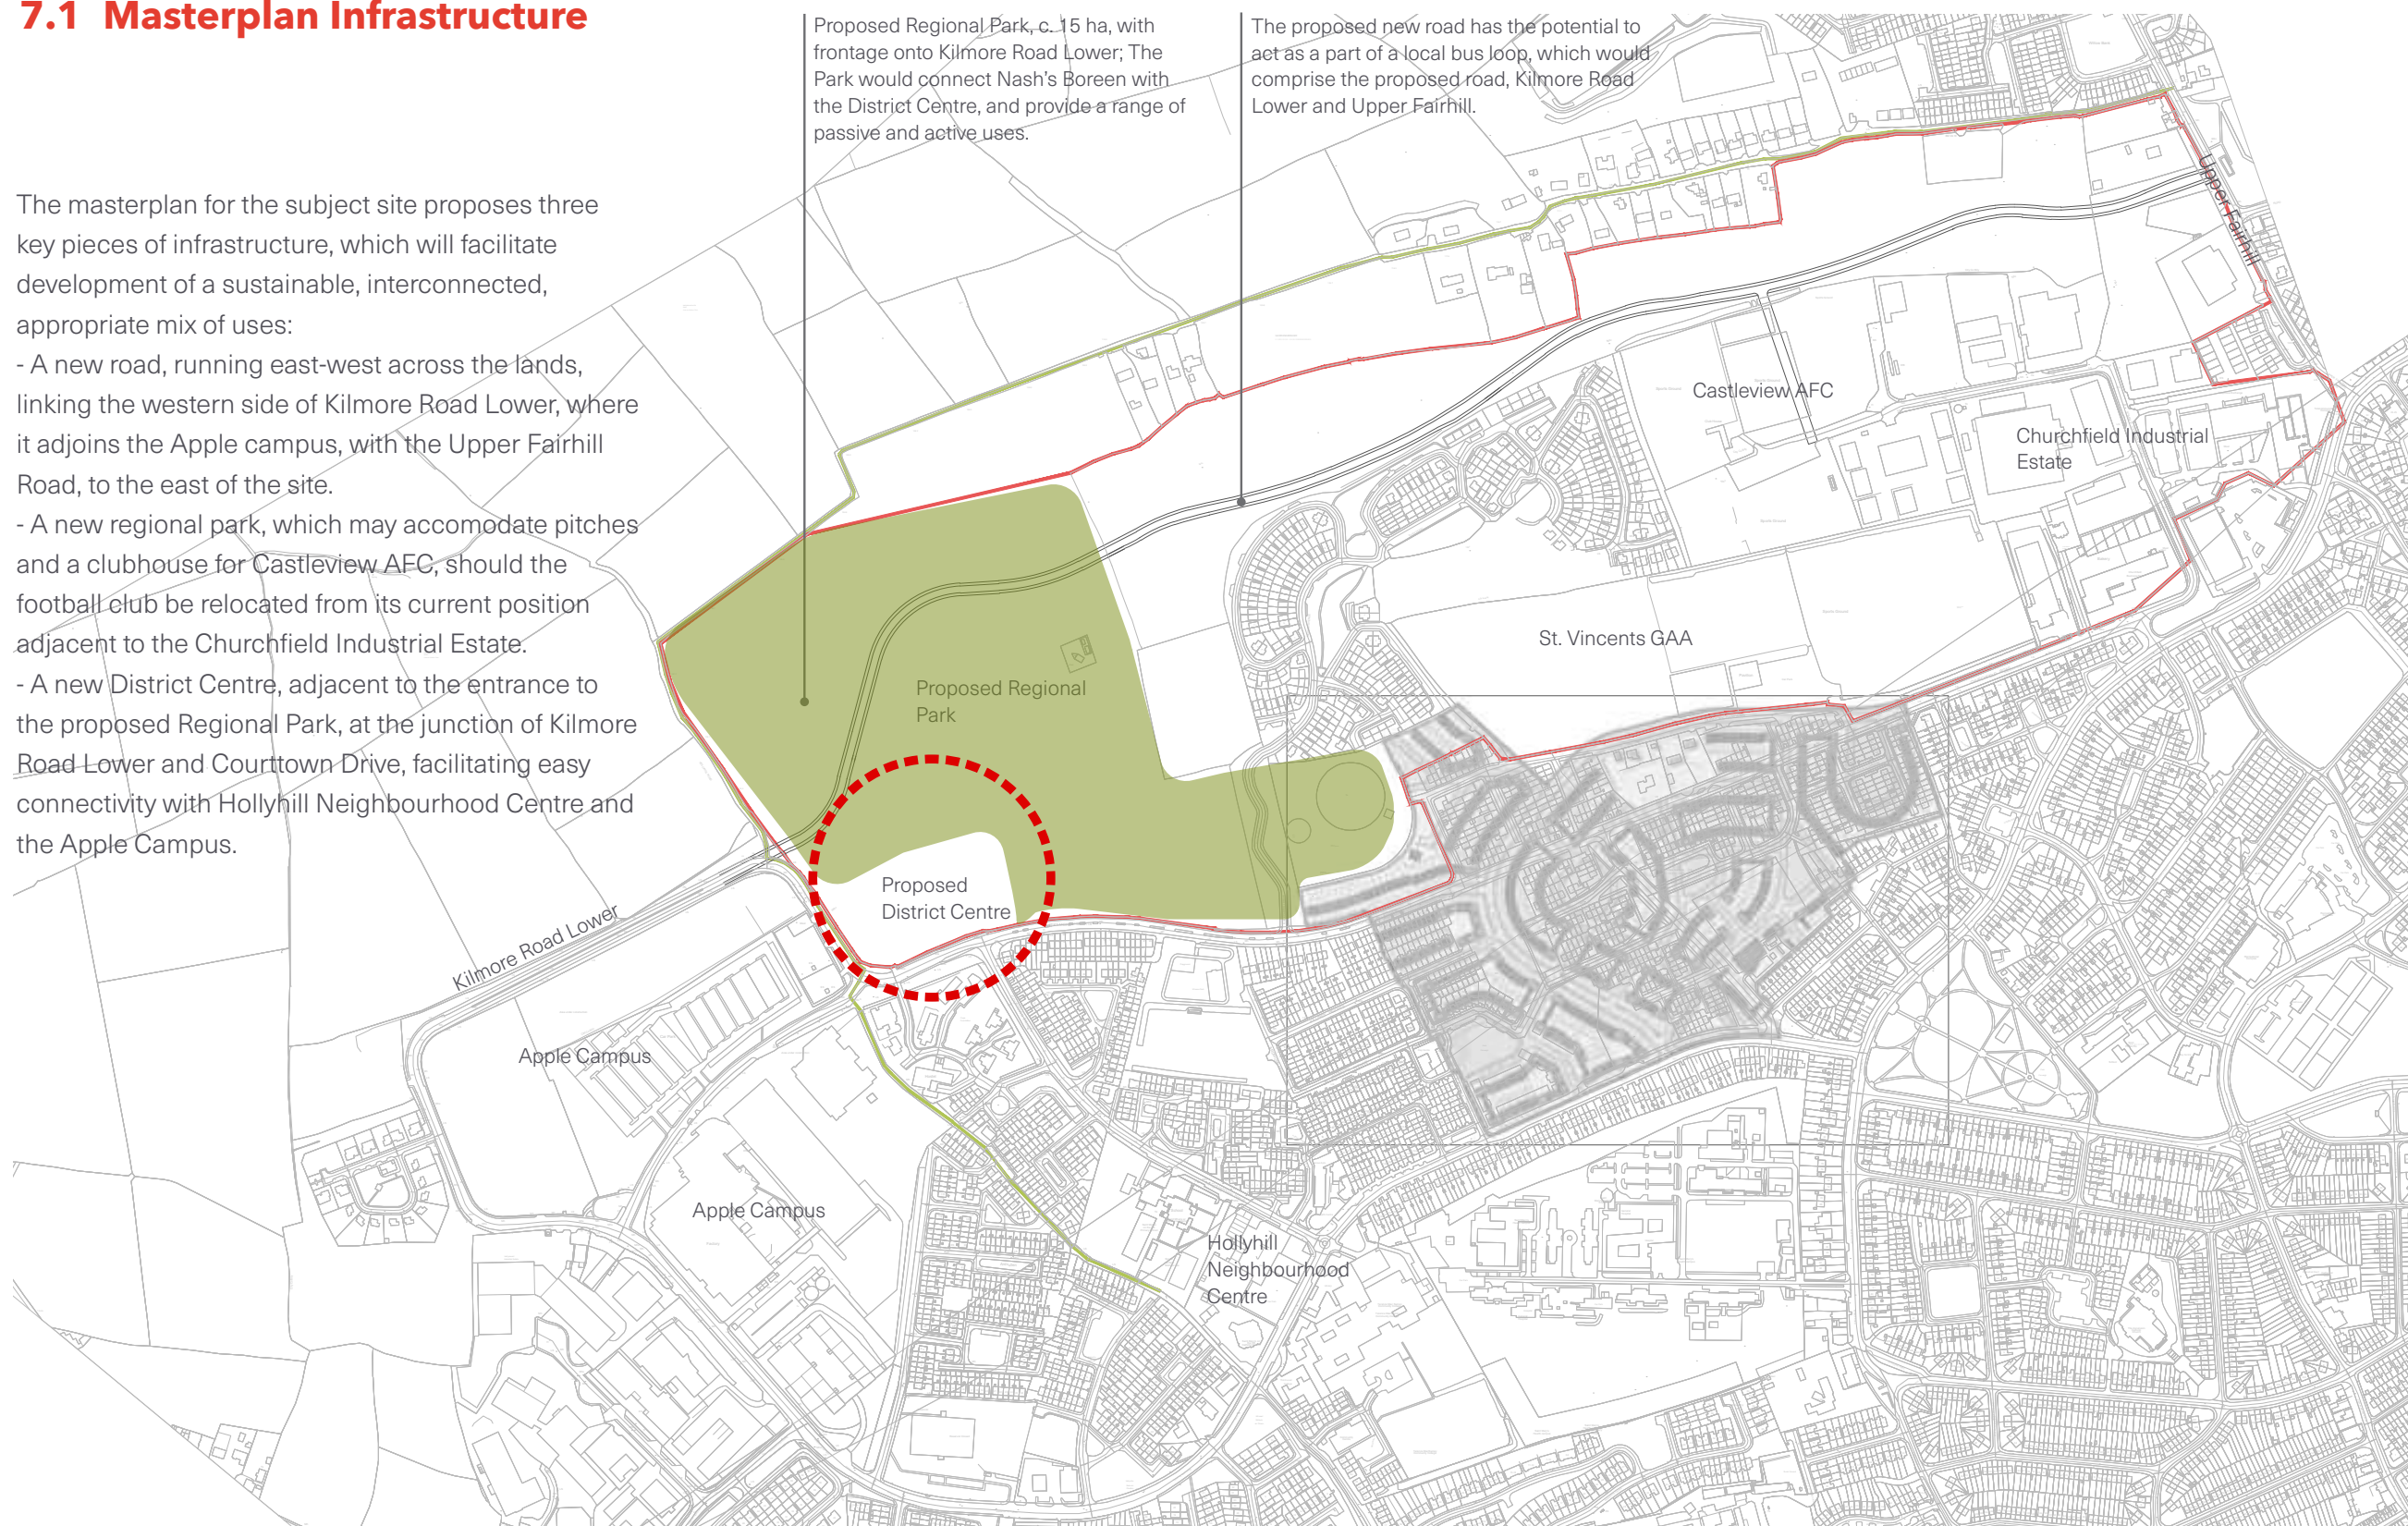 7.1 Masterplan Infrastructure
The masterplan for the subject site proposes three
key pieces of infrastructure, which will facilitate
development of a sustainable, interconnected,
appropriate mix of uses:
- A new road, running east-west across the lands,
linking the western side of Kilmore Road Lower, where
it adjoins the Apple campus, with the Upper Fairhill
Road, to the east of the site.
- A new regional park, which may accomodate pitches
and a clubhouse for Castleview AFC, should the
football club be relocated from its current position
adjacent to the Churchfield Industrial Estate.
- A new District Centre, adjacent to the entrance to
the proposed Regional Park, at the junction of Kilmore
Road Lower and Courttown Drive, facilitating easy
connectivity with Hollyhill Neighbourhood Centre and
the Apple Campus.
Proposed Regional Park, c. 15 ha, with
frontage onto Kilmore Road Lower; The
Park would connect Nash's Boreen with
the District Centre, and provide a range of
passive and active uses.
The proposed new road has the potential to
act as a part of a local bus loop, which would
comprise the proposed road, Kilmore Road
Lower and Upper Fairhill.
Upper Fairhill
Castleview AFC
Churchfield Industrial
Estate
St. Vincents GAA
Proposed Regional
Park
Proposed
District Centre
Kilmore Road Lower
Apple Campus
Apple Campus
Hollyhill
Neighbourhood
Centre